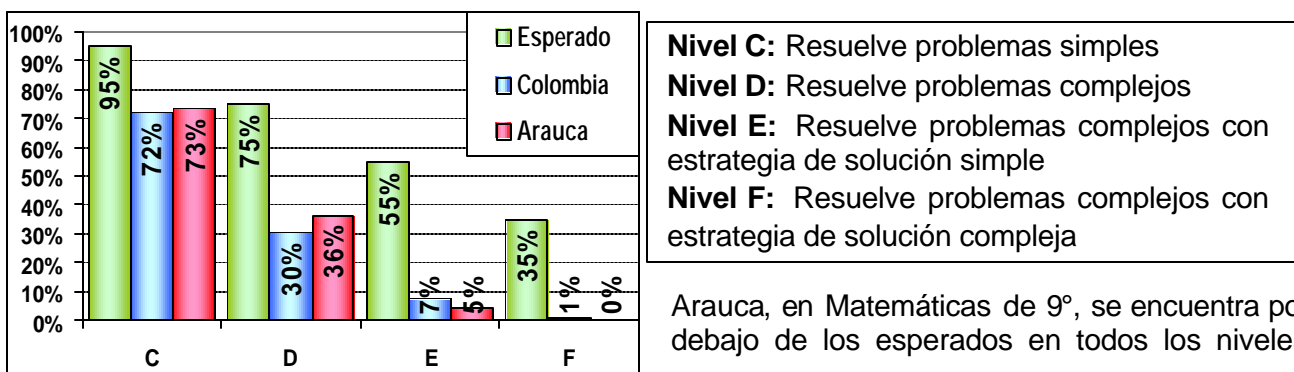 100%
90%
80%
70%
60%
50%
40%
30%
20%
10%
0%
95%
72%
73%
75%
30%
36%
55%
7%
5%
35%
1%
0%
C
D
E
F
Esperado
Colombia
Arauca
Nivel C: Resuelve problemas simples
Nivel D: Resuelve problemas complejos
Nivel E: Resuelve problemas complejos con
estrategia de solución simple
Nivel F: Resuelve problemas complejos con
estrategia de solución compleja
Arauca, en Matemáticas de 9°, se encuentra po
debajo de los esperados en todos los nivele